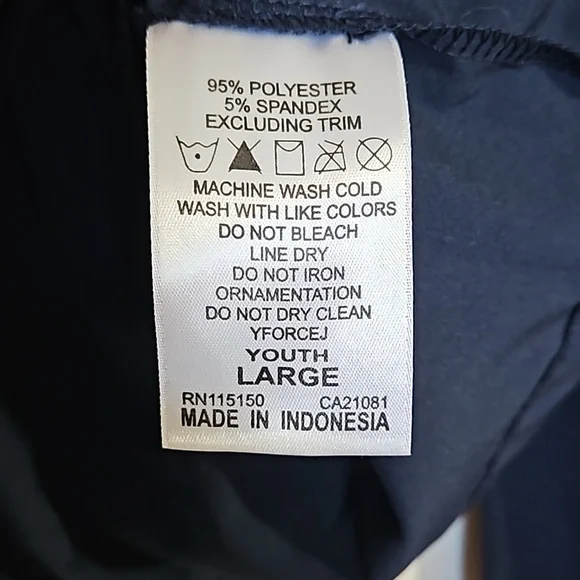 95% POLYESTER
5% SPANDEX
EXCLUDING TRIM
MACHINE WASH COLD
WASH WITH LIKE COLORS
DO NOT BLEACH
LINE DRY
DO NOT IRON
ORNAMENTATION
DO NOT DRY CLEAN
YFORCEJ
YOUTH
LARGE
RN115150 CA21081
MADE IN INDONESIA